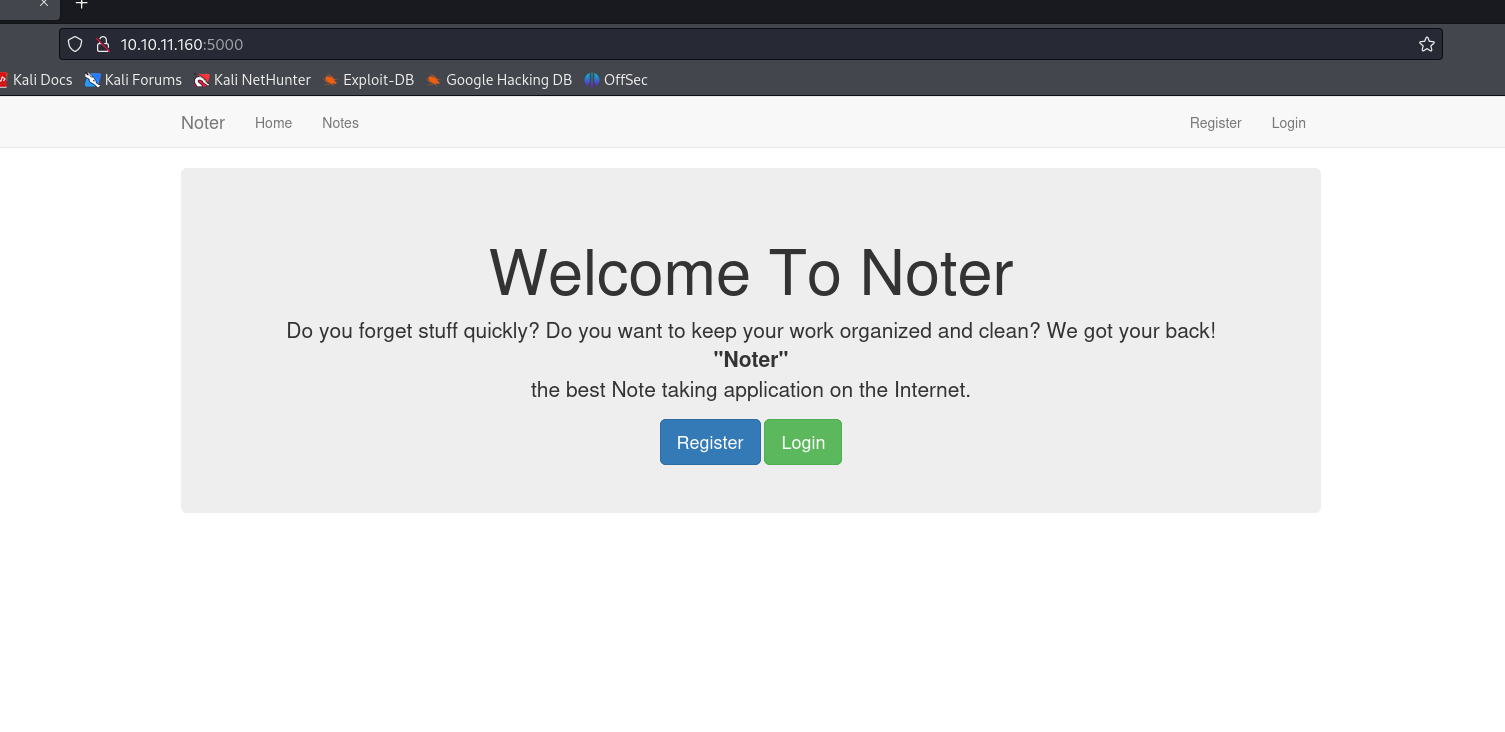 10.10.11.160:5000
Kali Docs Kali Forums Kali NetHunter Exploit-DB Google Hacking DB OffSec
Noter Home Notes Register Login
Welcome To Noter
Do you forget stuff quickly? Do you want to keep your work organized and clean? We got your back!
"Noter"
the best Note taking application on the Internet.
Register Login